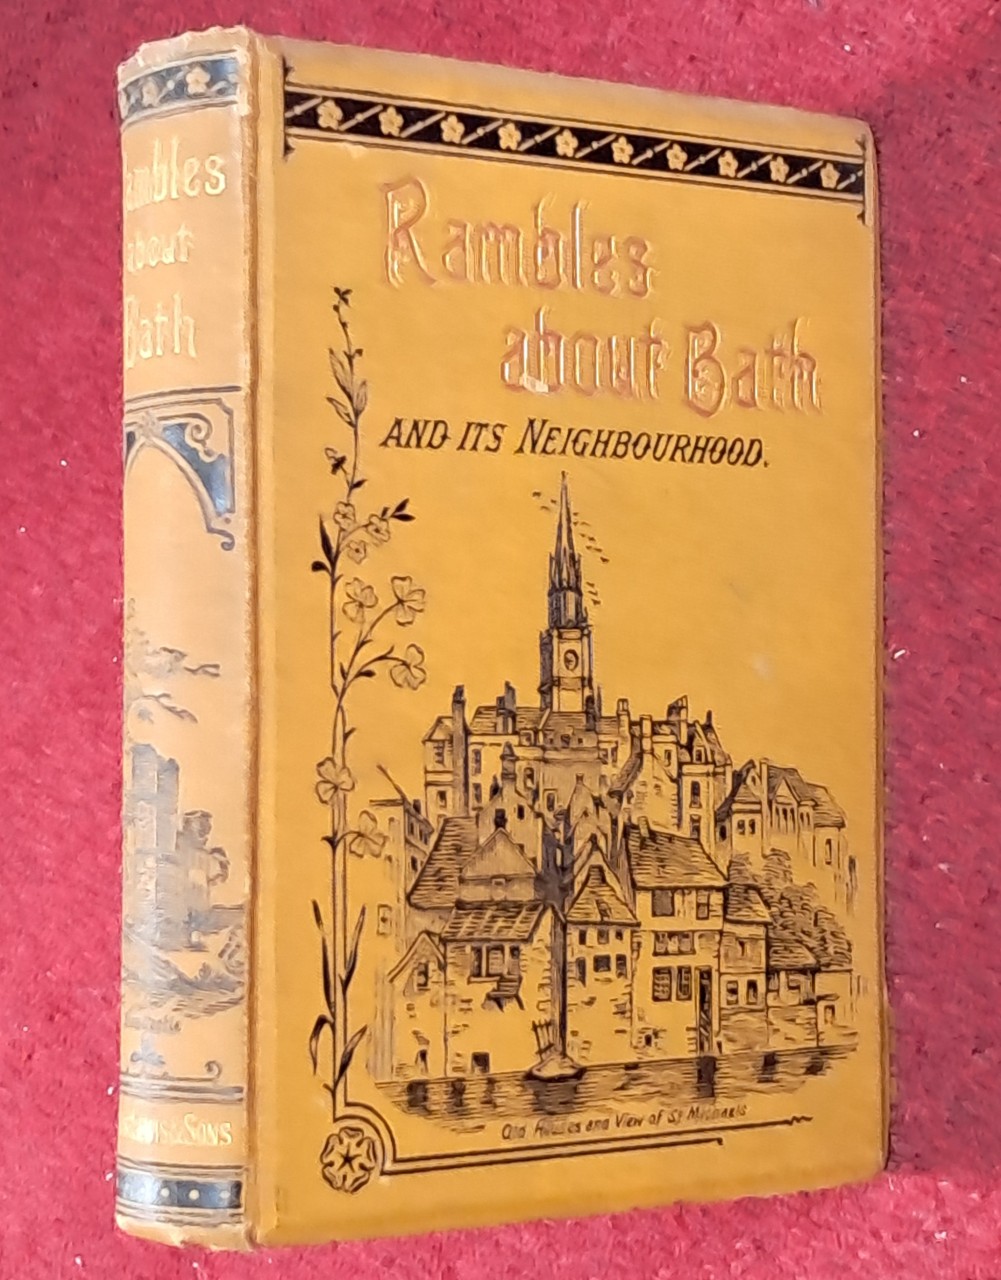 Rambles
about Bath
AND ITS NEIGHBOURHOOD.
Old Houses and View of St Michaels
Rambles
about
Bath
& SONS